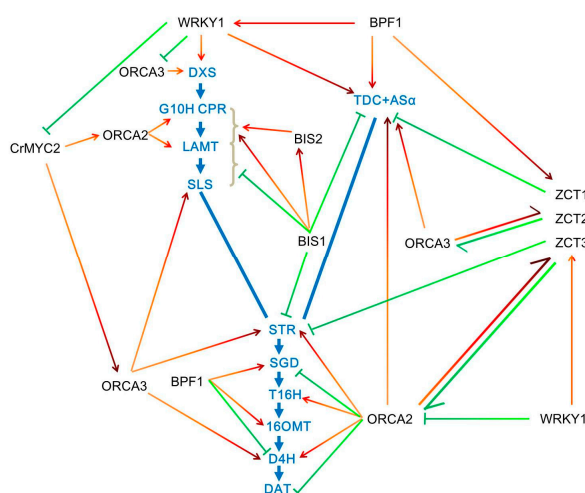 WRKY1 BPF1
ORCA3 DXS
TDC+ASα
G10H CPR
CrMYC2 ORCA2 LAMT BIS2
SLS
ZCT1
ZCT2
BIS1 ORCA3 ZCT3
STR
SGD
ORCA3 BPF1
T16H
16OMT ORCA2 WRKY1
D4H
DAT